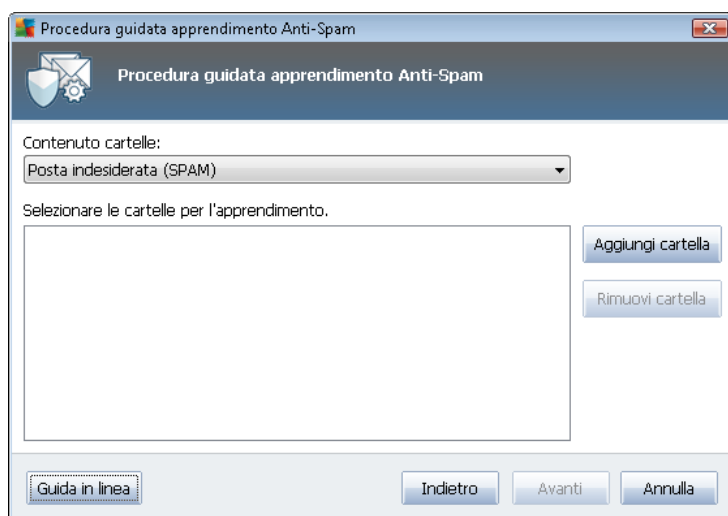 Procedura guidata apprendimento Anti-Spam
Procedura guidata apprendimento Anti-Spam
Contenuto cartelle:
Posta indesiderata (SPAM)
Selezionare le cartelle per l'apprendimento.
Aggiungi cartella
Rimuovi cartella
Guida in linea
Indietro
Avanti
Annulla